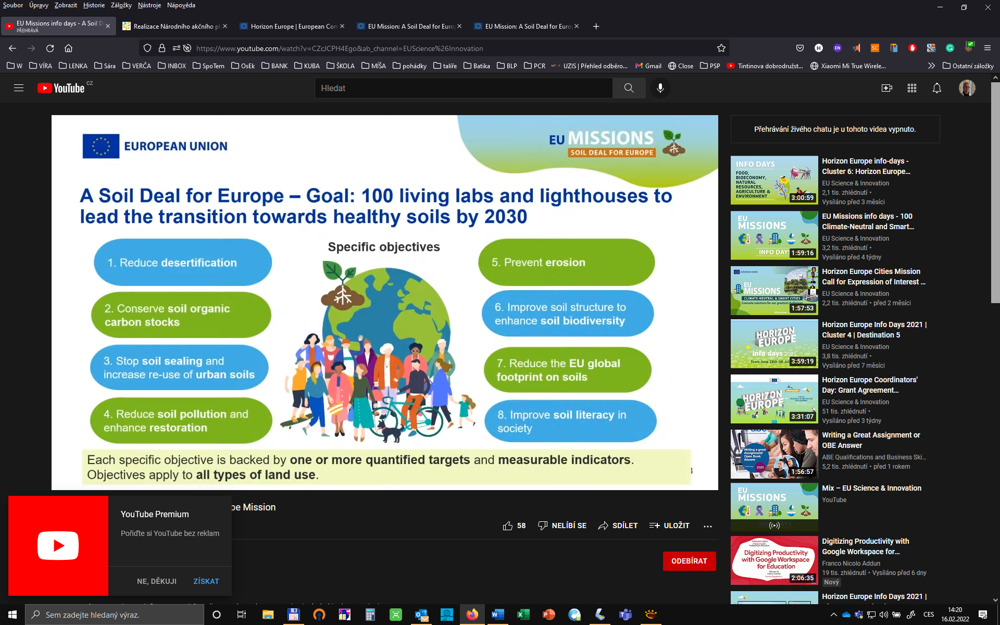 Soubor Úpravy Zobrazit Historie Záložky Nástroje Nápověda
EU Missions info days - A Soil D
PŘEHRÁVÁ
Realizace Národního akčního pl
Horizon Europe | European Con
EU Mission: A Soil Deal for Euro
EU Mission: A Soil Deal for Euro
https://www.youtube.com/watch?v=CZcJCPH4Ego&ab_channel=EUScience%26Innovation
W VÍRA LENKA Sára VERČA INBOX SpoTem OsEk BANK KUBA ŠKOLA MÍŠA pohádky talíře Batika BLP PCR UZIS | Přehled odběro... Gmail Close PSP Tintinova dobrodružst... Xiaomi Mi True Wirele... Ostatní záložky
YouTube CZ
Hledat
EUROPEAN UNION
EU MISSIONS
SOIL DEAL FOR EUROPE
A Soil Deal for Europe – Goal: 100 living labs and lighthouses to
lead the transition towards healthy soils by 2030
Specific objectives
1. Reduce desertification
2. Conserve soil organic
carbon stocks
3. Stop soil sealing and
increase re-use of urban soils
4. Reduce soil pollution and
enhance restoration
5. Prevent erosion
6. Improve soil structure to
enhance soil biodiversity
7. Reduce the EU global
footprint on soils
8. Improve soil literacy in
society
Each specific objective is backed by one or more quantified targets and measurable indicators.
Objectives apply to all types of land use.
4
pe Mission
58 NELÍBÍ SE SDÍLET ULOŽIT
ODEBÍRAT
YouTube Premium
Pořiďte si YouTube bez reklam
NE, DĚKUJI ZÍSKAT
Přehrávání živého chatu je u tohoto videa vypnuto.
INFO DAYS
FOOD,
BIOECONOMY,
NATURAL
RESOURCES,
AGRICULTURE &
ENVIRONMENT
3:00:59
Horizon Europe info-days -
Cluster 6: Horizon Europe...
EU Science & Innovation
2,1 tis. zhlédnutí •
Vysíláno před 3 měsíci
EU
MISSIONS
INFO DAYS
1:59:16
EU Missions info days - 100
Climate-Neutral and Smart...
EU Science & Innovation
3,2 tis. zhlédnutí •
Vysíláno před 4 týdny
EUROPEAN UNION
EU
MISSIONS
CLIMATE-NEUTRAL & SMART CITIES
Concrete solutions for our greatest challenges
1:57:53
Horizon Europe Cities Mission
Call for Expression of Interest ...
EU Science & Innovation
2,2 tis. zhlédnutí • před 2 měsíci
HORIZON
EUROPE
Info days 2021
From June 28th till Jul
3:59:19
Horizon Europe Info Days 2021 |
Cluster 4 | Destination 5
EU Science & Innovation
3,8 tis. zhlédnutí •
Vysíláno před 7 měsíci
HORIZON
EUROPE
3:31:07
Horizon Europe Coordinators'
Day: Grant Agreement...
EU Science & Innovation
51 tis. zhlédnutí •
Vysíláno před 3 týdny
abe
Writing a great
Assignment/
Open Book
Answer
2020
1:56:57
Writing a Great Assignment or
OBE Answer
ABE Qualifications and Business Ski...
5,2 tis. zhlédnutí • před 1 rokem
EU
MISSIONS
Mix – EU Science & Innovation
YouTube
Digitizing Productivity
with Google Workspace
for Education
2:06:35
Digitizing Productivity with
Google Workspace for...
Franco Nicolo Addun
19 tis. zhlédnutí • Vysíláno před 6 dny
Nový
Horizon Europe Info Days 2021 |
Sem zadejte hledaný výraz.
CES
14:20
16.02.2022